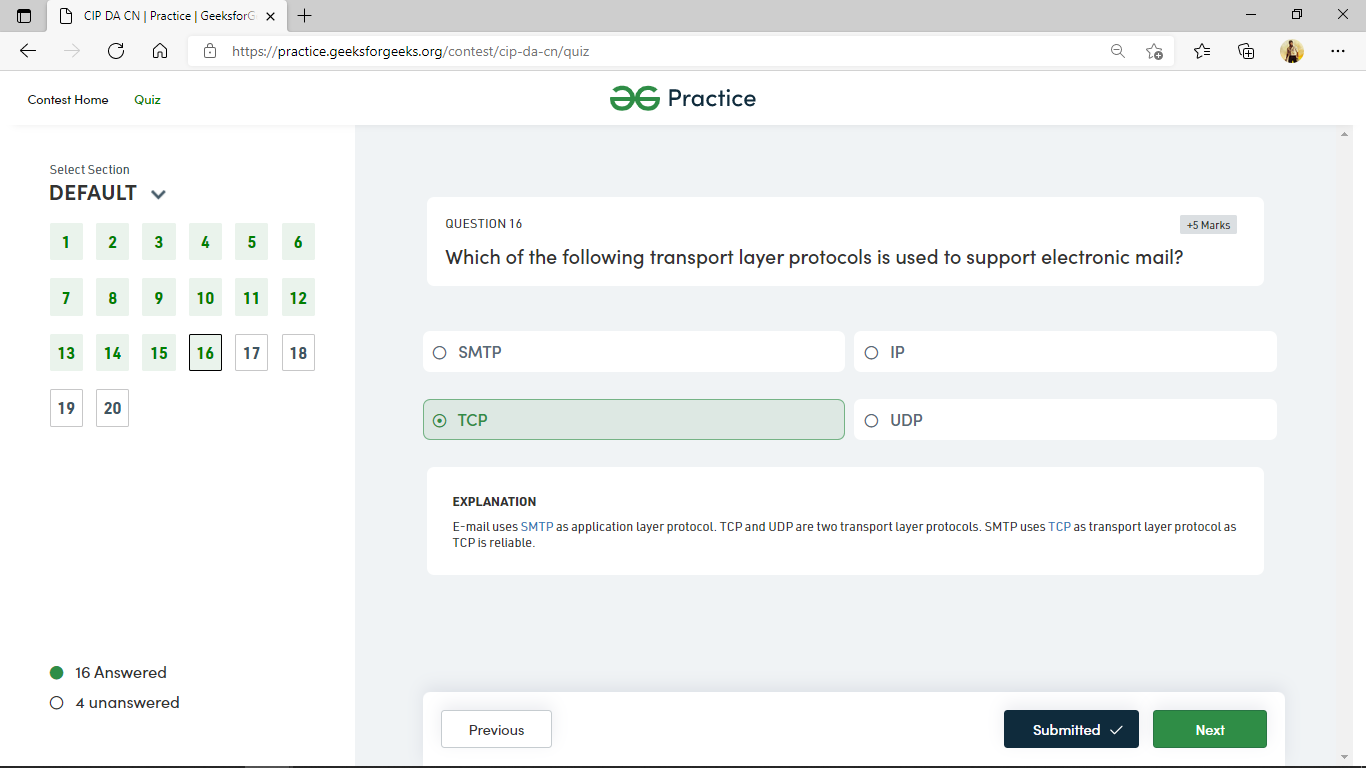 CIP DA CN | Practice | GeeksforG
https://practice.geeksforgeeks.org/contest/cip-da-cn/quiz
Contest Home Quiz
Practice
Select Section
DEFAULT
1 2 3 4 5 6
7 8 9 10 11 12
13 14 15 16 17 18
19 20
16 Answered
4 unanswered
QUESTION 16
+5 Marks
Which of the following transport layer protocols is used to support electronic mail?
SMTP
IP
TCP
UDP
EXPLANATION
E-mail uses SMTP as application layer protocol. TCP and UDP are two transport layer protocols. SMTP uses TCP as transport layer protocol as
TCP is reliable.
Previous
Submitted
Next